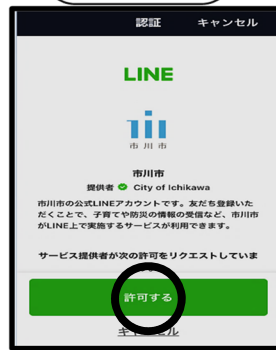 認証 キャンセル
LINE
市川市
市川市
提供者 City of Ichikawa
市川市の公式LINEアカウントです。友だち登録いた
だくことで、子育てや防災の情報の受信など、市川市
がLINE上で実施するサービスが利用できます。
サービス提供者が次の許可をリクエストしていま
許可する
キャンセル